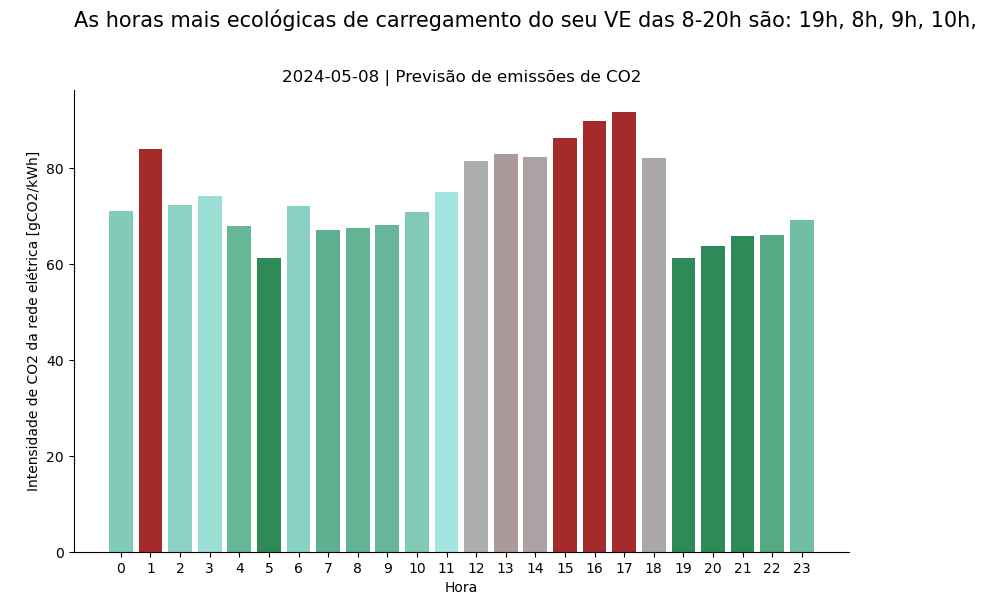 As horas mais ecológicas de carregamento do seu VE das 8-20h são: 19h, 8h, 9h, 10h,
2024-05-08 | Previsão de emissões de CO2
Intensidade de CO2 da rede elétrica [gCO2/kWh]
80
60
40
20
0
0 1 2 3 4 5 6 7 8 9 10 11 12 13 14 15 16 17 18 19 20 21 22 23
Hora